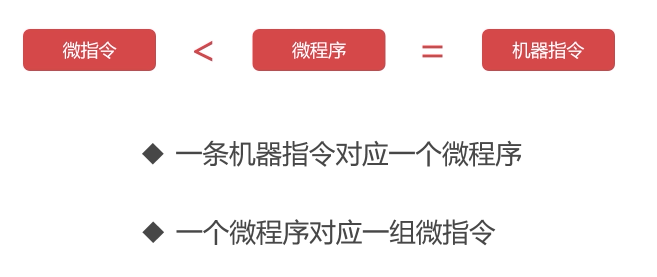 微指令 < 微程序 = 机器指令
◆ 一条机器指令对应一个微程序
◆ 一个微程序对应一组微指令